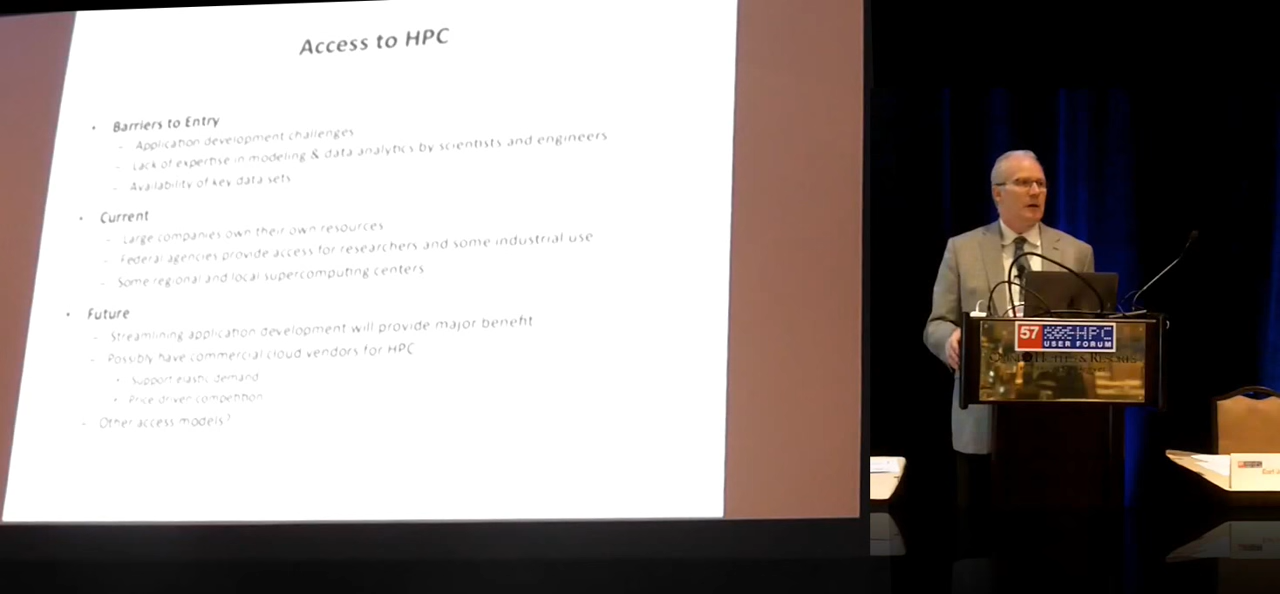 Access to HPC
• Barriers to Entry
- Application development challenges
- Lack of expertise in modeling & data analytics by scientists and engineers
- Availability of key data sets
• Current
- Large companies own their own resources
- Federal agencies provide access for researchers and some industrial use
- Some regional and local supercomputing centers
• Future
- Streamlining application development will provide major benefit
- Possibly have commercial cloud vendors for HPC
• Support elastic demand
• Price driven competition
- Other access models?
57 HPC
USER FORUM
OMNI HOTELS & RESORTS